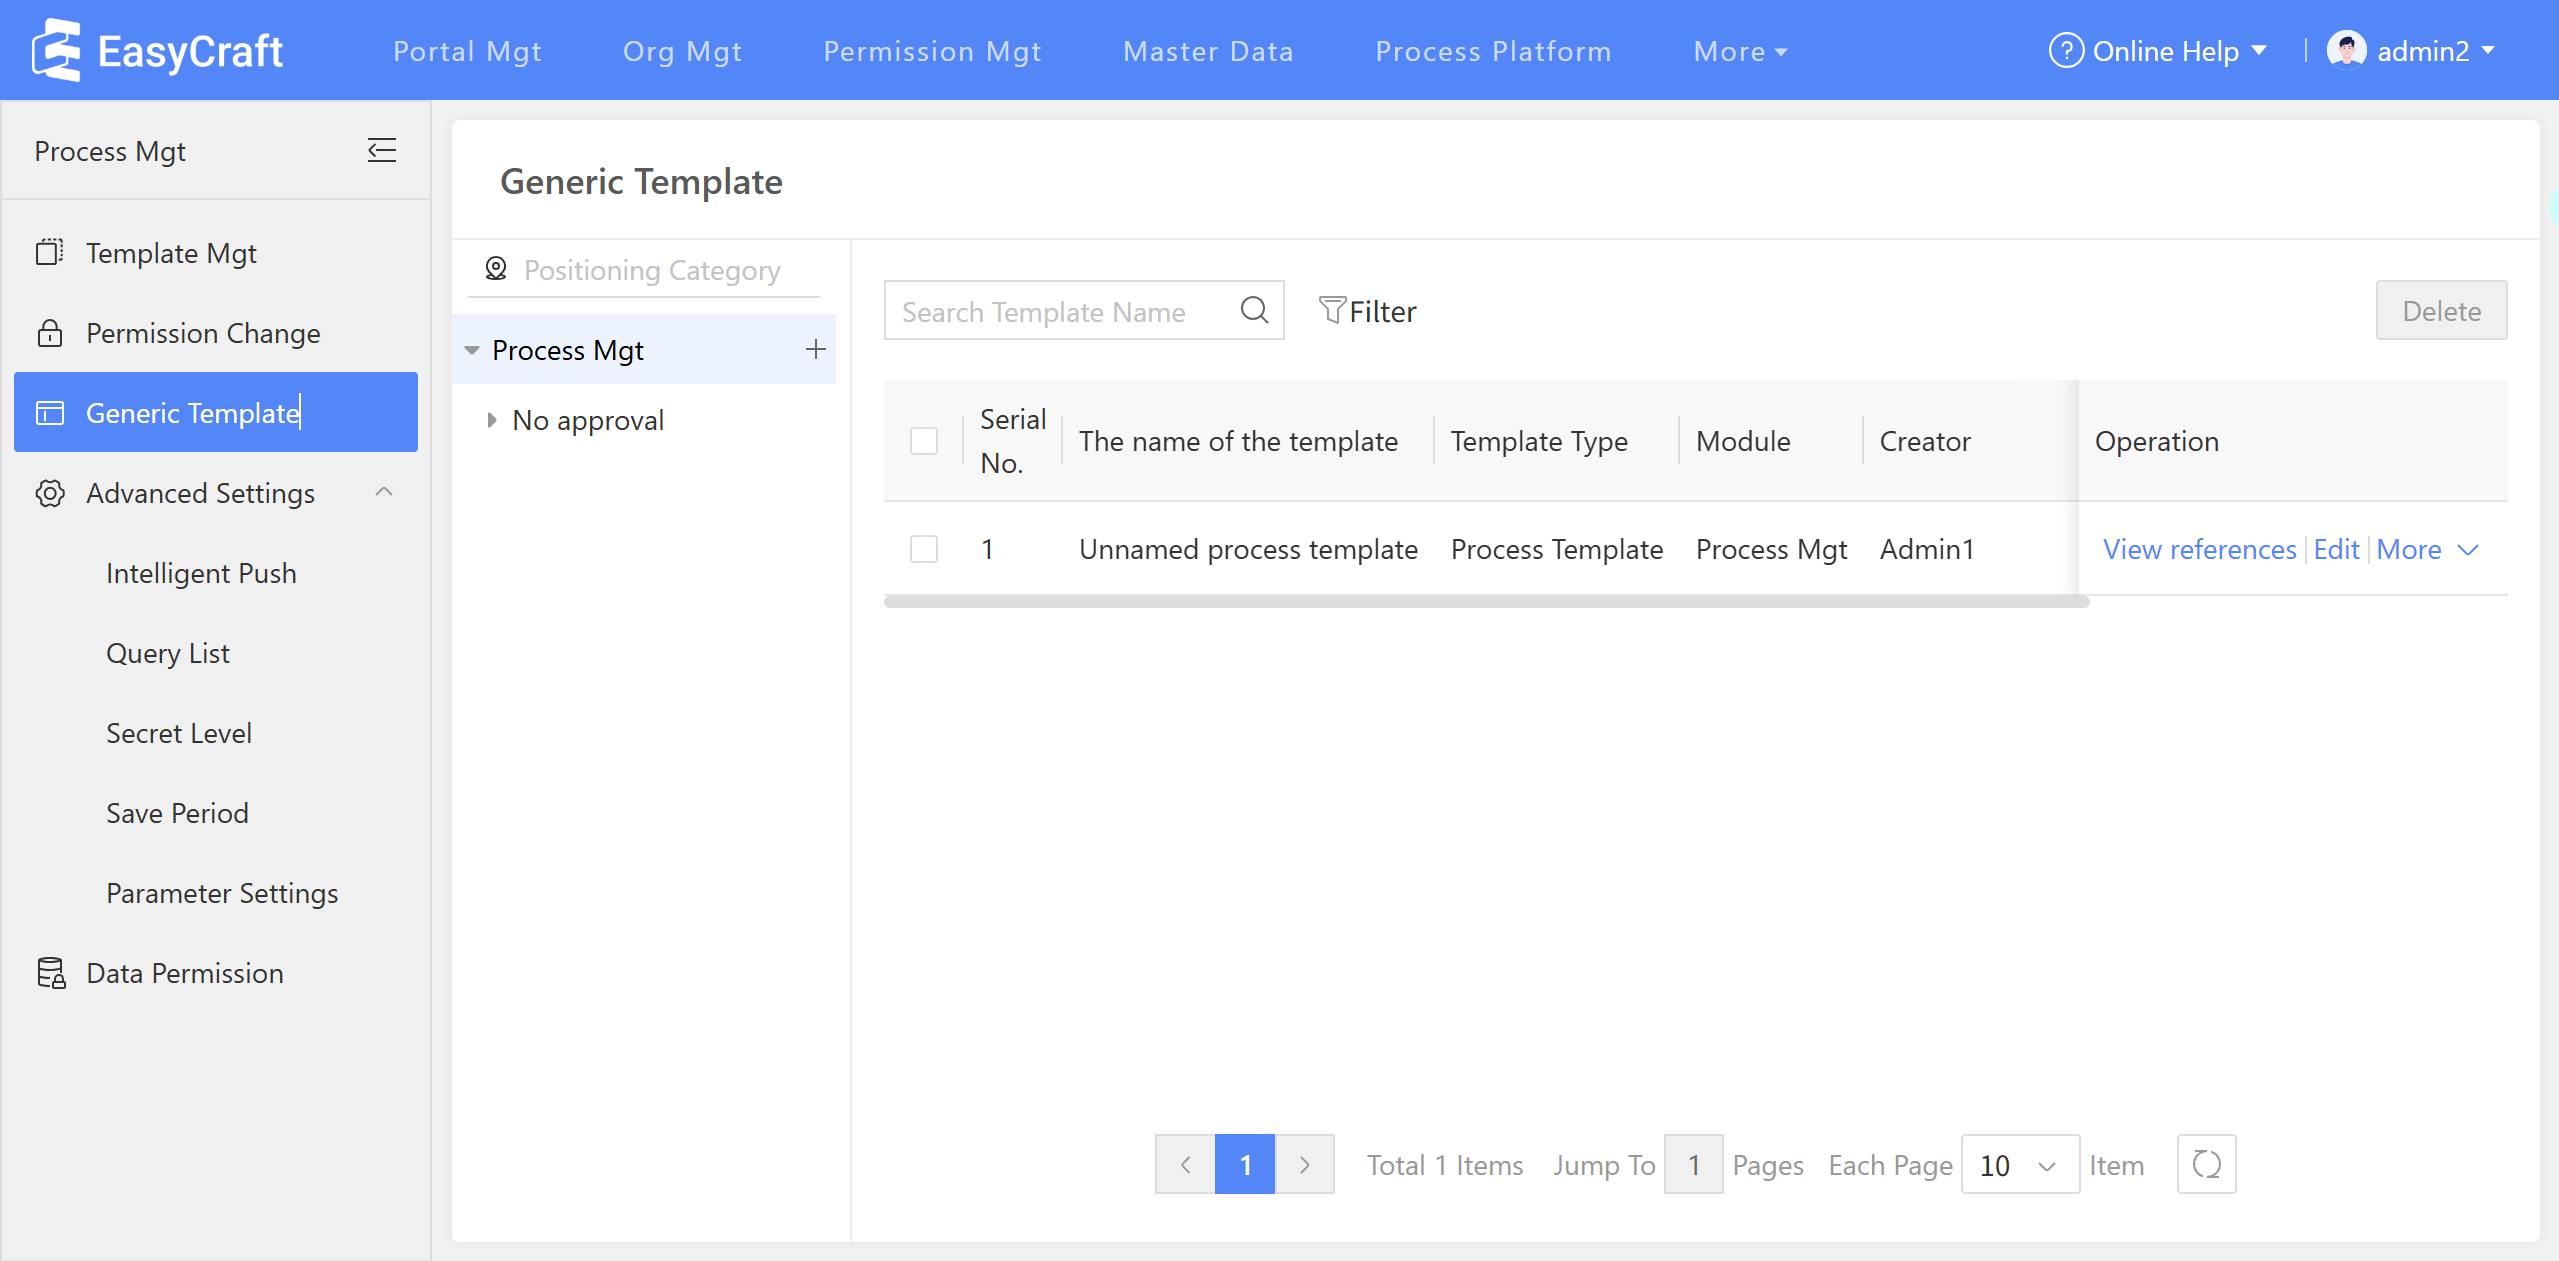 EasyCraft
Portal Mgt
Org Mgt
Permission Mgt
Master Data
Process Platform
More
? Online Help
admin2
Process Mgt
Template Mgt
Permission Change
Generic Template
Advanced Settings
Intelligent Push
Query List
Secret Level
Save Period
Parameter Settings
Data Permission
Generic Template
Positioning Category
Process Mgt
No approval
Search Template Name
Filter
Delete
Serial No.
The name of the template
Template Type
Module
Creator
Operation
1
Unnamed process template
Process Template
Process Mgt
Admin1
View references
Edit
More
1
Total 1 Items
Jump To 1 Pages
Each Page 10 Item